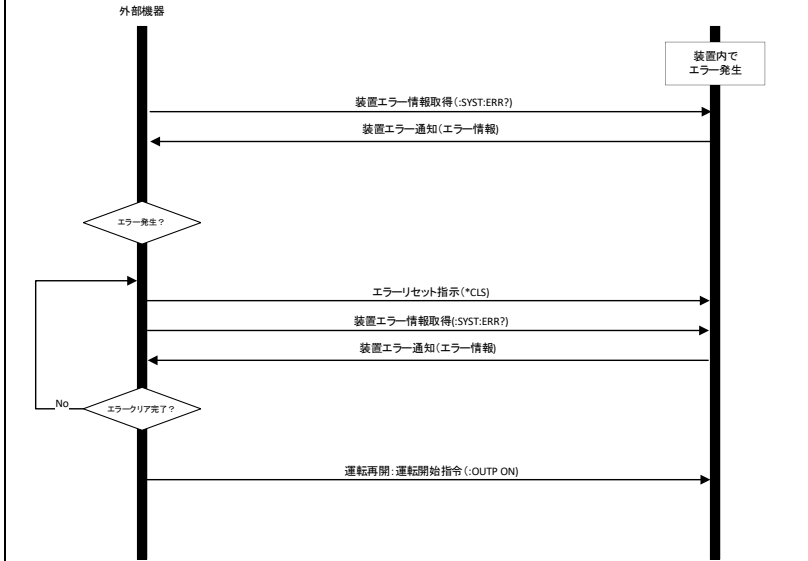 外部機器
装置内で
エラー発生
装置エラー情報取得(:SYST:ERR?)
装置エラー通知(エラー情報)
エラー発生？
エラーリセット指示(*CLS)
装置エラー情報取得(:SYST:ERR?)
装置エラー通知(エラー情報)
No
エラークリア完了？
運転再開：運転開始指令(:OUTP ON)